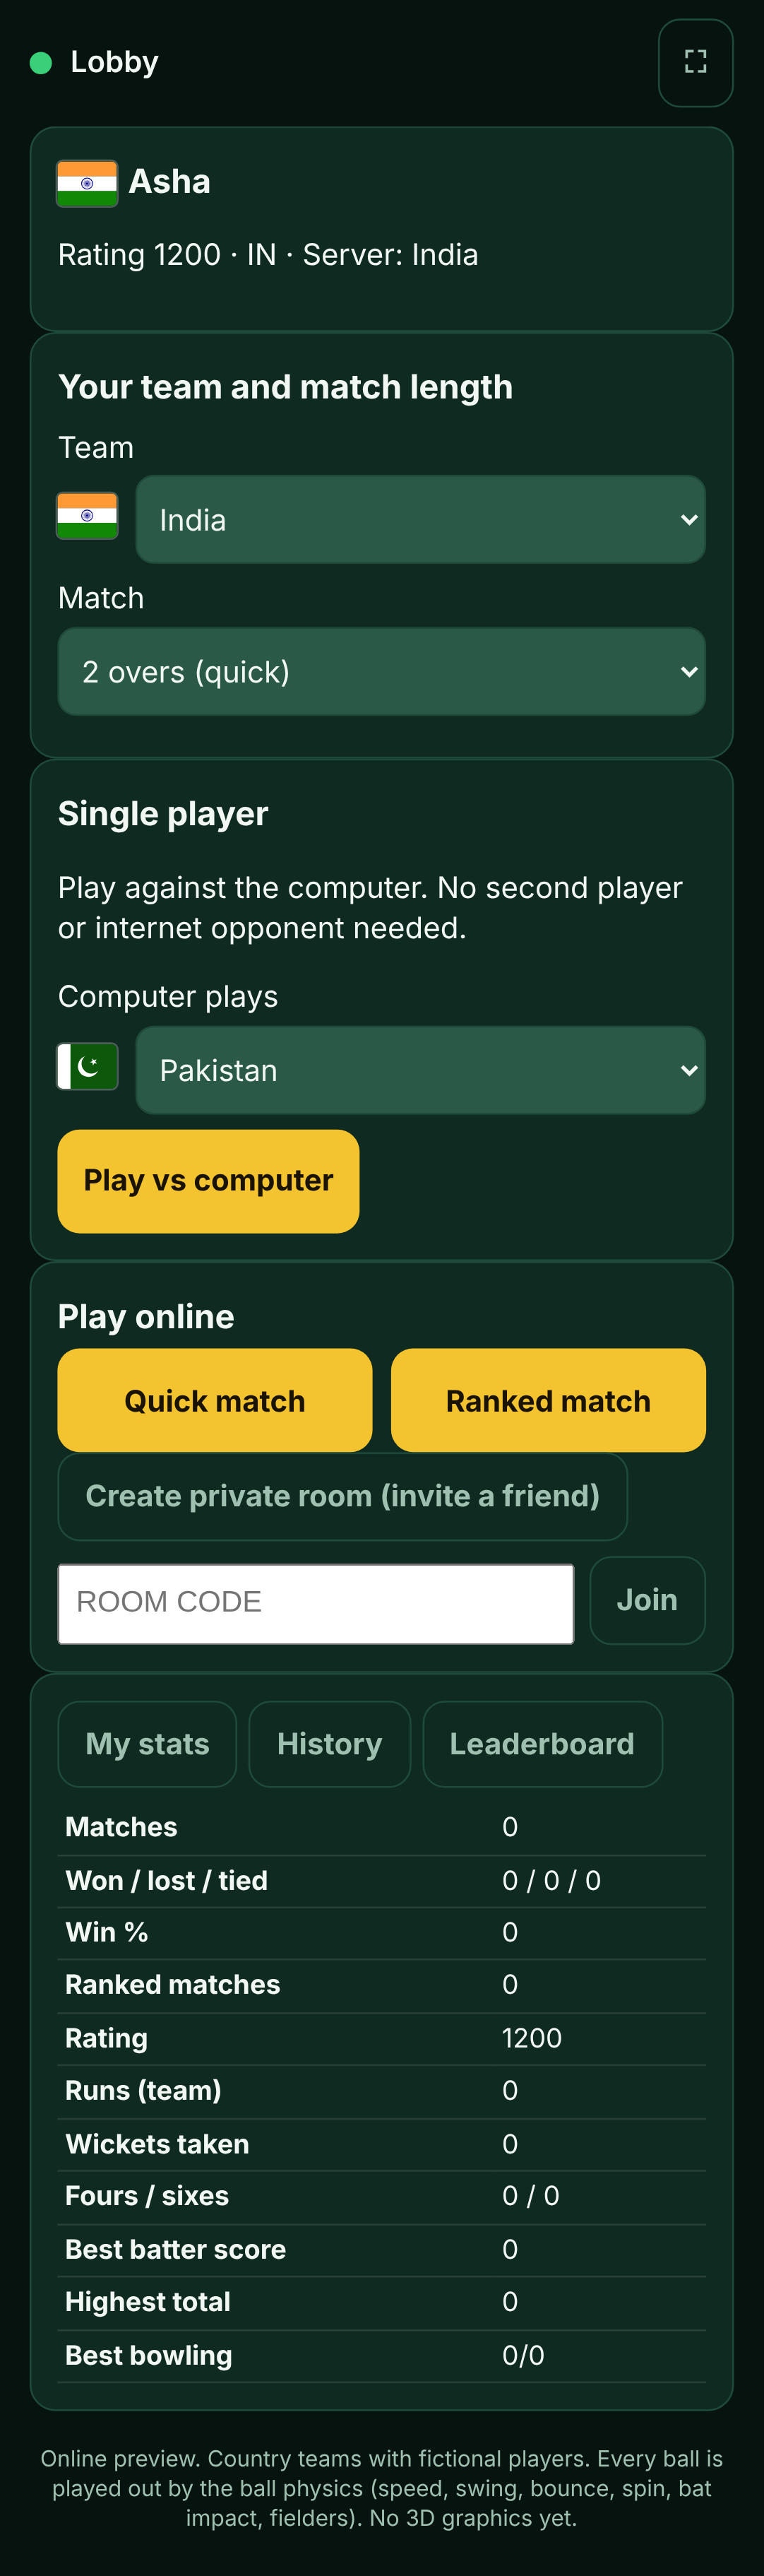 Lobby
Asha
Rating 1200 · IN · Server: India
Your team and match length
Team
India
Match
2 overs (quick)
Single player
Play against the computer. No second player
or internet opponent needed.
Computer plays
Pakistan
Play vs computer
Play online
Quick match
Ranked match
Create private room (invite a friend)
ROOM CODE
Join
My stats
History
Leaderboard
Matches 0
Won / lost / tied 0 / 0 / 0
Win % 0
Ranked matches 0
Rating 1200
Runs (team) 0
Wickets taken 0
Fours / sixes 0 / 0
Best batter score 0
Highest total 0
Best bowling 0/0
Online preview. Country teams with fictional players. Every ball is
played out by the ball physics (speed, swing, bounce, spin, bat
impact, fielders). No 3D graphics yet.